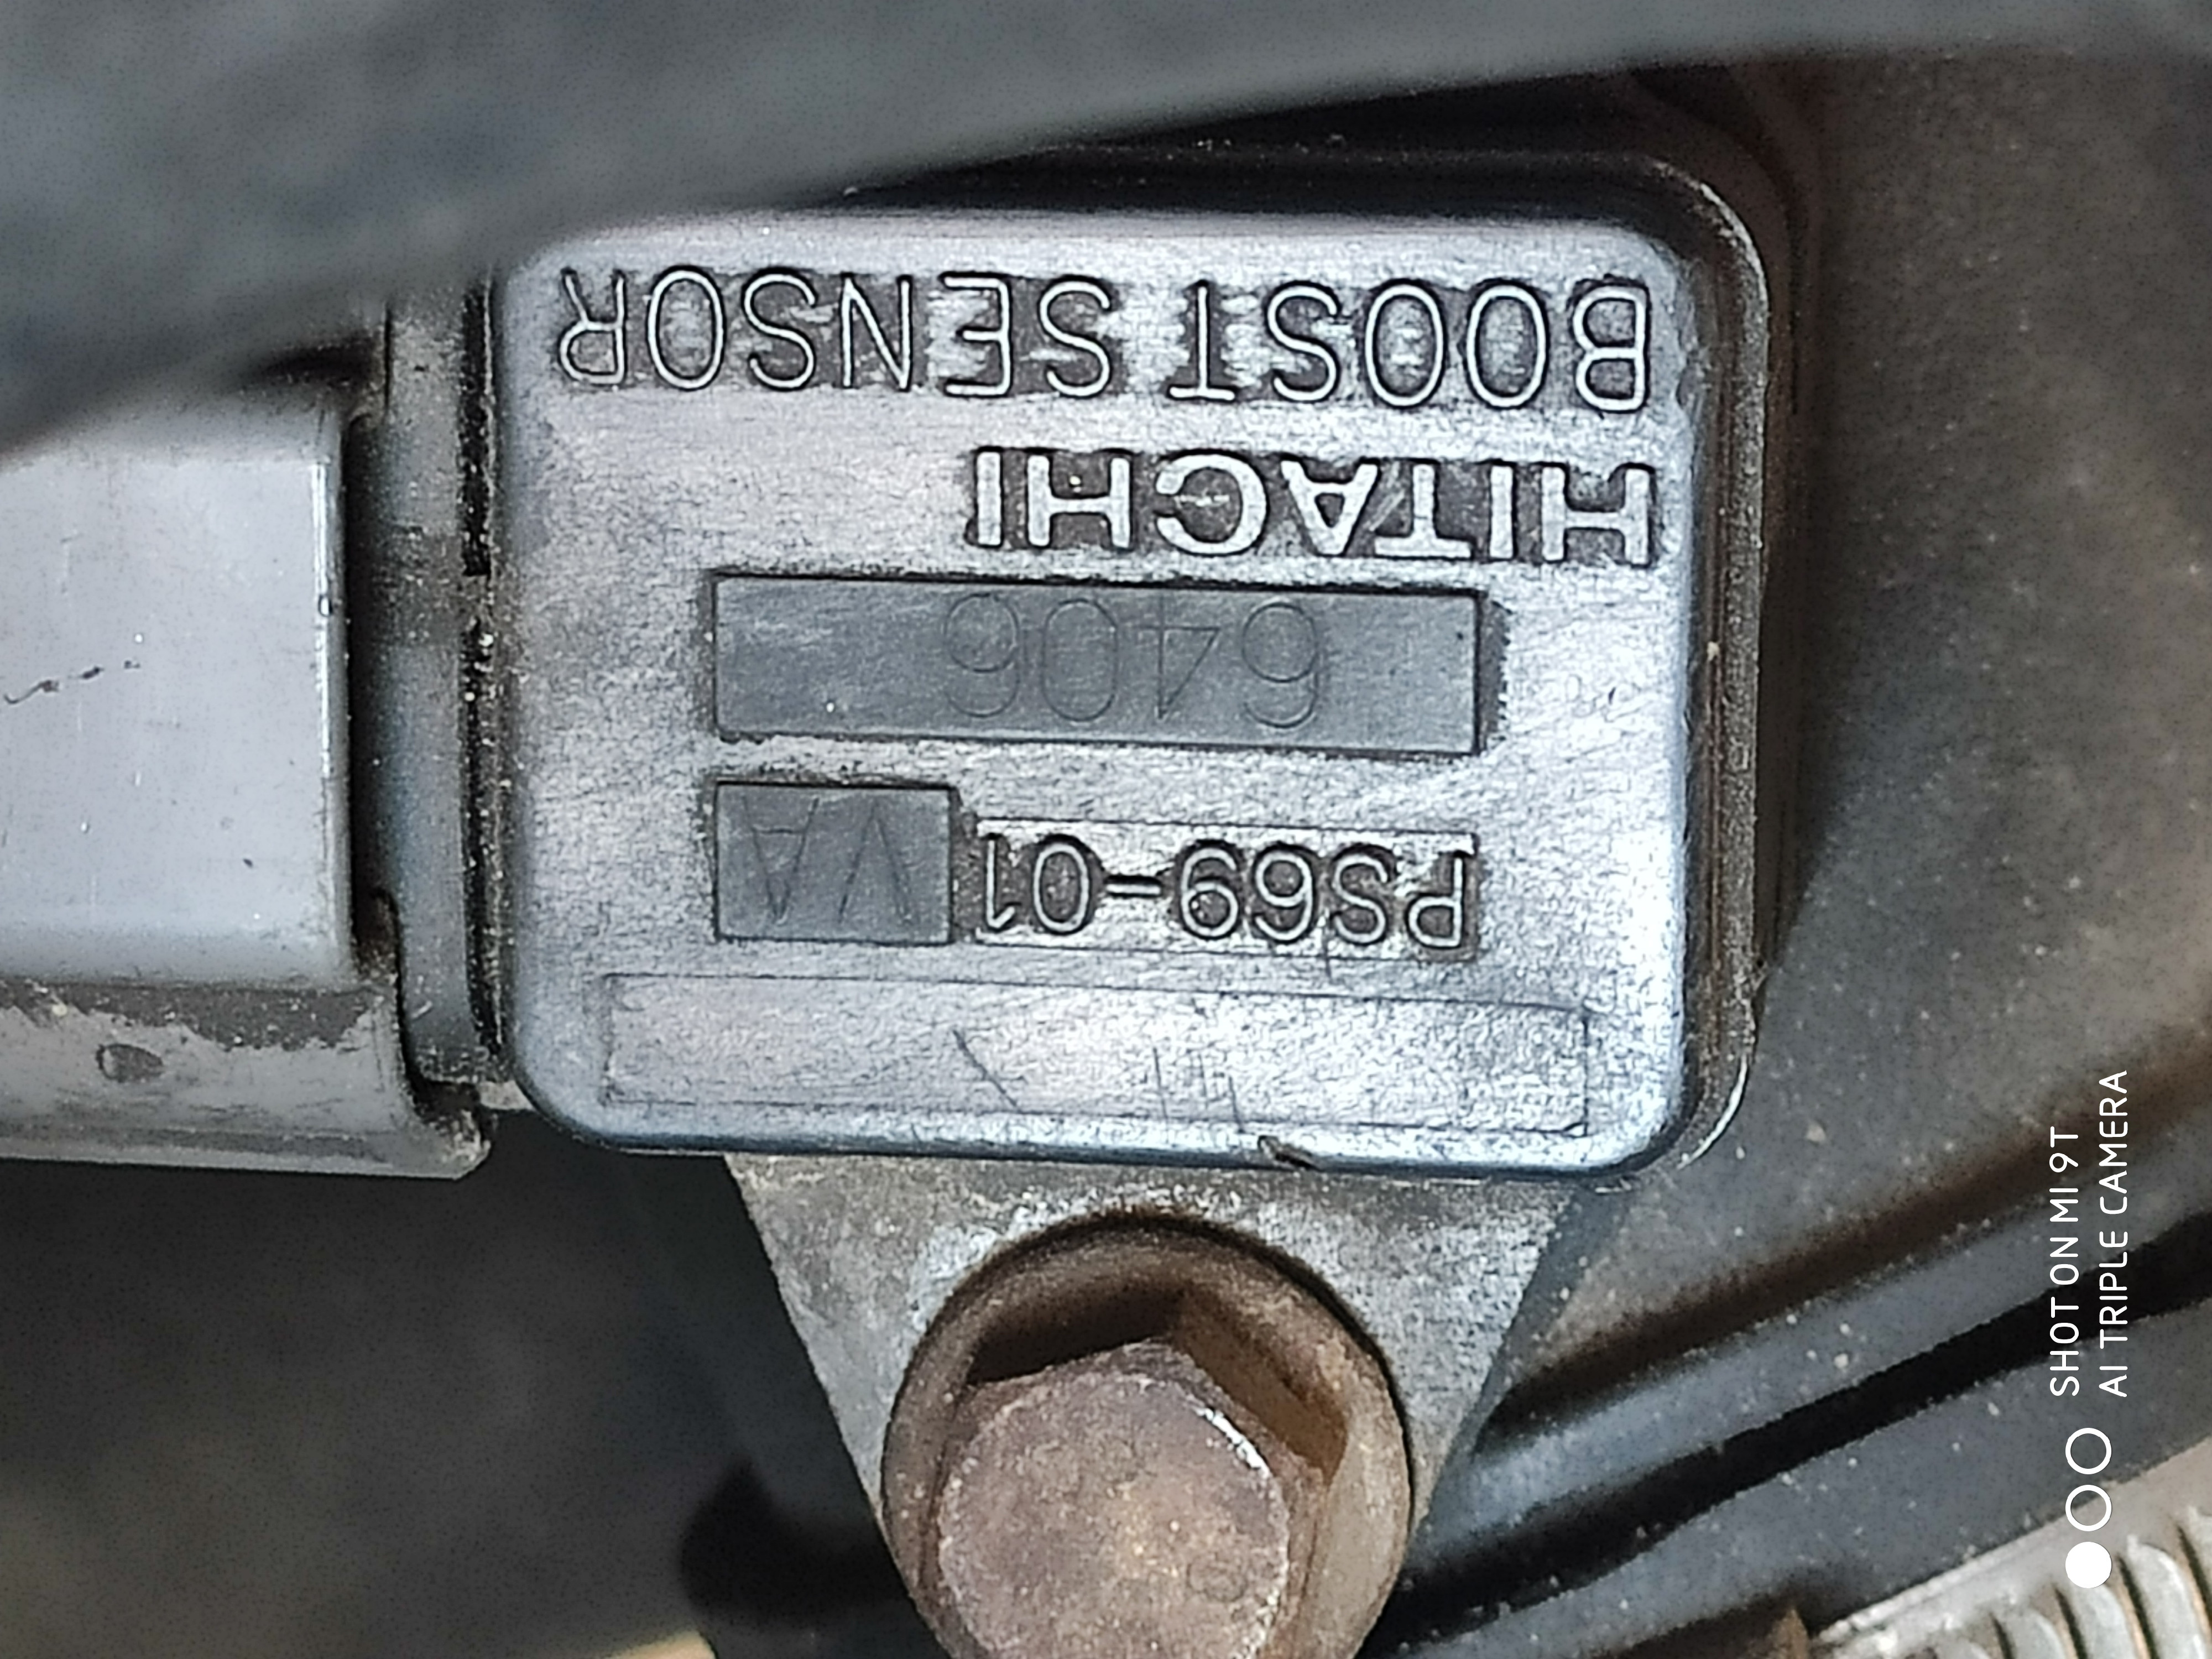 BOOST SENSOR
HITACHI
6406
PS69-01 VA
SHOT ON MI 9T
AI TRIPLE CAMERA